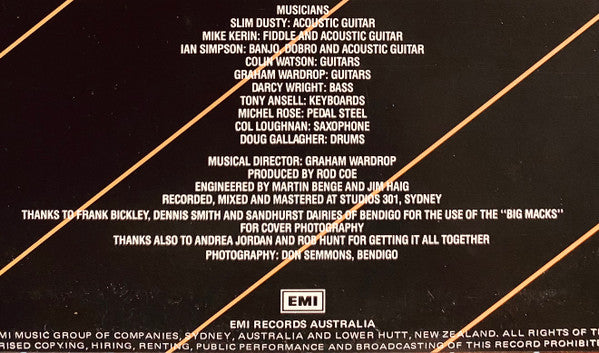 MUSICIANS
SLIM DUSTY: ACOUSTIC GUITAR
MIKE KERIN: FIDDLE AND ACOUSTIC GUITAR
IAN SIMPSON: BANJO, DOBRO AND ACOUSTIC GUITAR
COLIN WATSON: GUITARS
GRAHAM WARDROP: GUITARS
DARCY WRIGHT: BASS
TONY ANSELL: KEYBOARDS
MICHEL ROSE: PEDAL STEEL
COL LOUGHNAN: SAXOPHONE
DOUG GALLAGHER: DRUMS
MUSICAL DIRECTOR: GRAHAM WARDROP
PRODUCED BY ROD COE
ENGINEERED BY MARTIN BENGE AND JIM HAIG
RECORDED, MIXED AND MASTERED AT STUDIOS 301, SYDNEY
THANKS TO FRANK BICKLEY, DENNIS SMITH AND SANDHURST DAIRIES OF BENDIGO FOR THE USE OF THE "BIG MACKS"
FOR COVER PHOTOGRAPHY
THANKS ALSO TO ANDREA JORDAN AND ROB HUNT FOR GETTING IT ALL TOGETHER
PHOTOGRAPHY: DON SEMMONS, BENDIGO
EMI
EMI RECORDS AUSTRALIA
MI MUSIC GROUP OF COMPANIES, SYDNEY, AUSTRALIA AND LOWER HUTT, NEW ZEALAND. ALL RIGHTS OF T
RISED COPYING, HIRING, RENTING, PUBLIC PERFORMANCE AND BROADCASTING OF THIS RECORD PROHIBITE